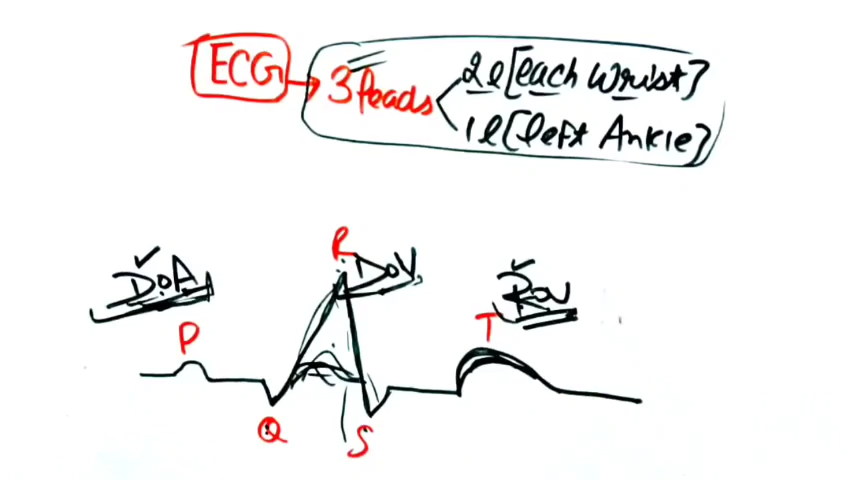 ECG → 3 leads
2l [each wrist}
1l [left Ankle}
R
DOA
DOV
ROV
P
T
Q
S